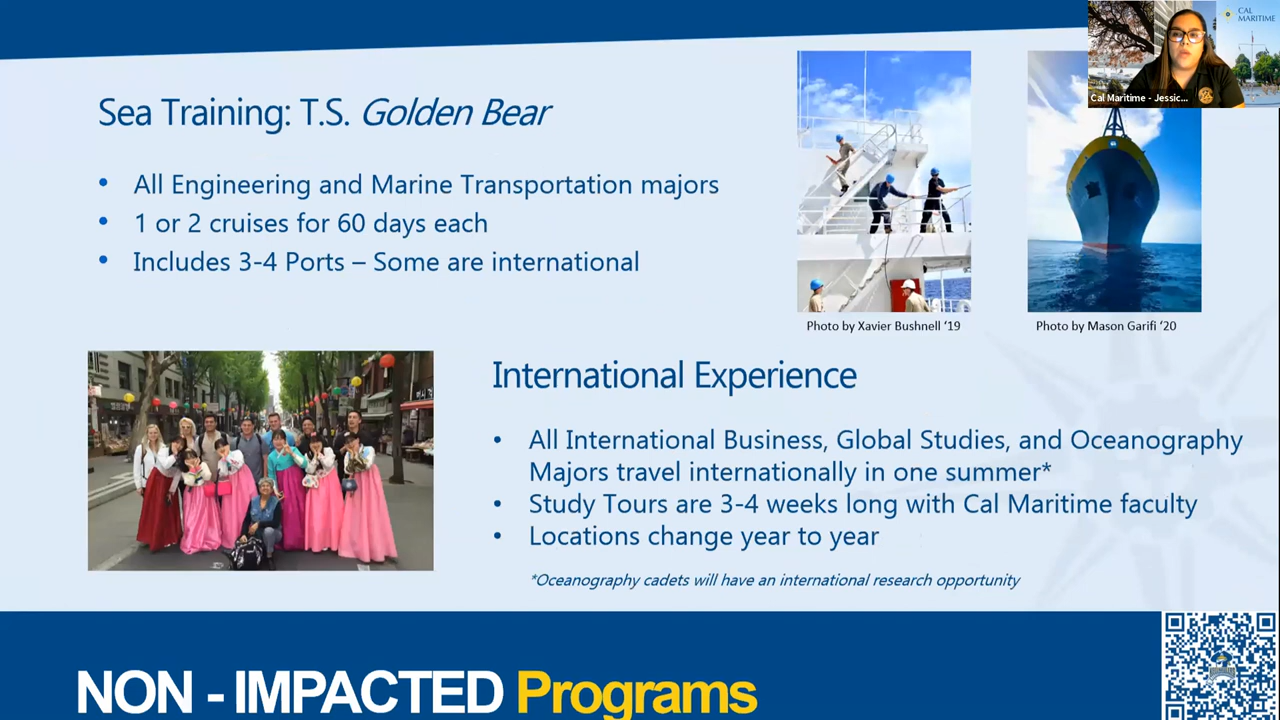 CAL
MARITIME
Cal Maritime - Jessic...
Sea Training: T.S. Golden Bear
• All Engineering and Marine Transportation majors
• 1 or 2 cruises for 60 days each
• Includes 3-4 Ports – Some are international
Photo by Xavier Bushnell ‘19
Photo by Mason Garifi ‘20
International Experience
• All International Business, Global Studies, and Oceanography
Majors travel internationally in one summer*
• Study Tours are 3-4 weeks long with Cal Maritime faculty
• Locations change year to year
*Oceanography cadets will have an international research opportunity
NON - IMPACTED Programs